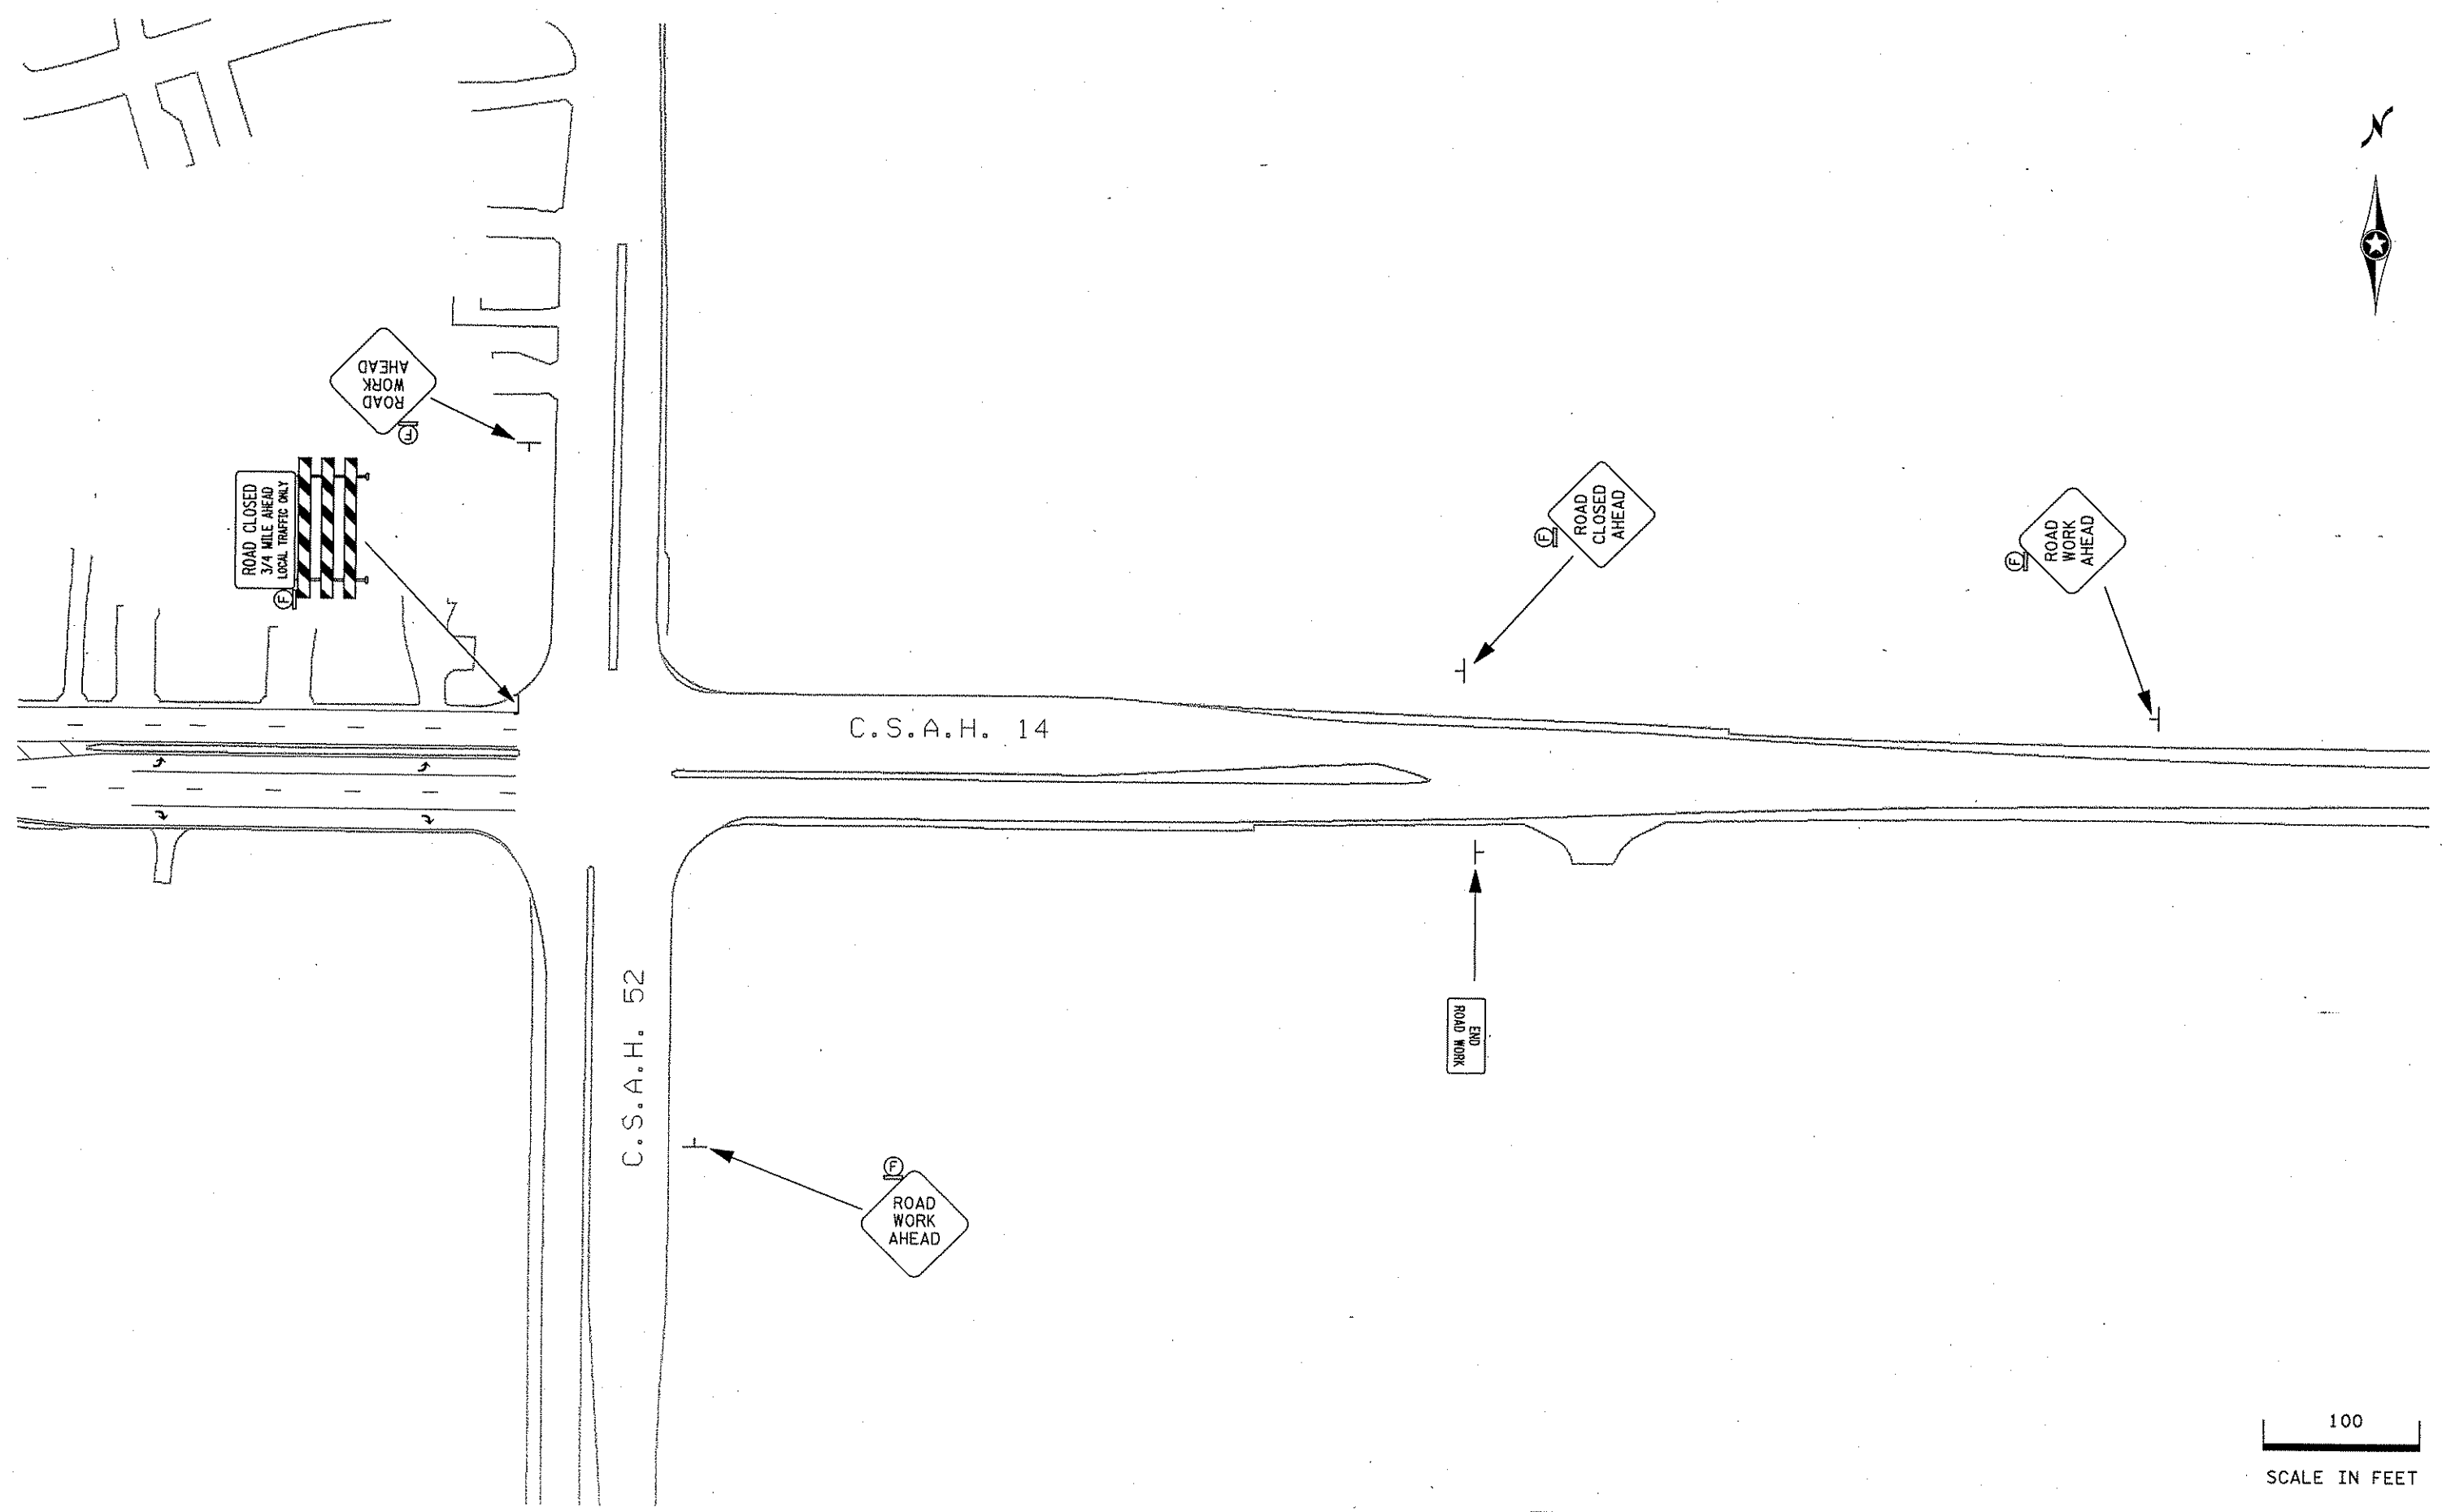 N
ROAD
WORK
AHEAD
F
ROAD CLOSED
3/4 MILE AHEAD
LOCAL TRAFFIC ONLY
F
ROAD
CLOSED
AHEAD
F
ROAD
WORK
AHEAD
F
C.S.A.H. 14
C.S.A.H. 52
END
ROAD WORK
F
ROAD
WORK
AHEAD
100
SCALE IN FEET